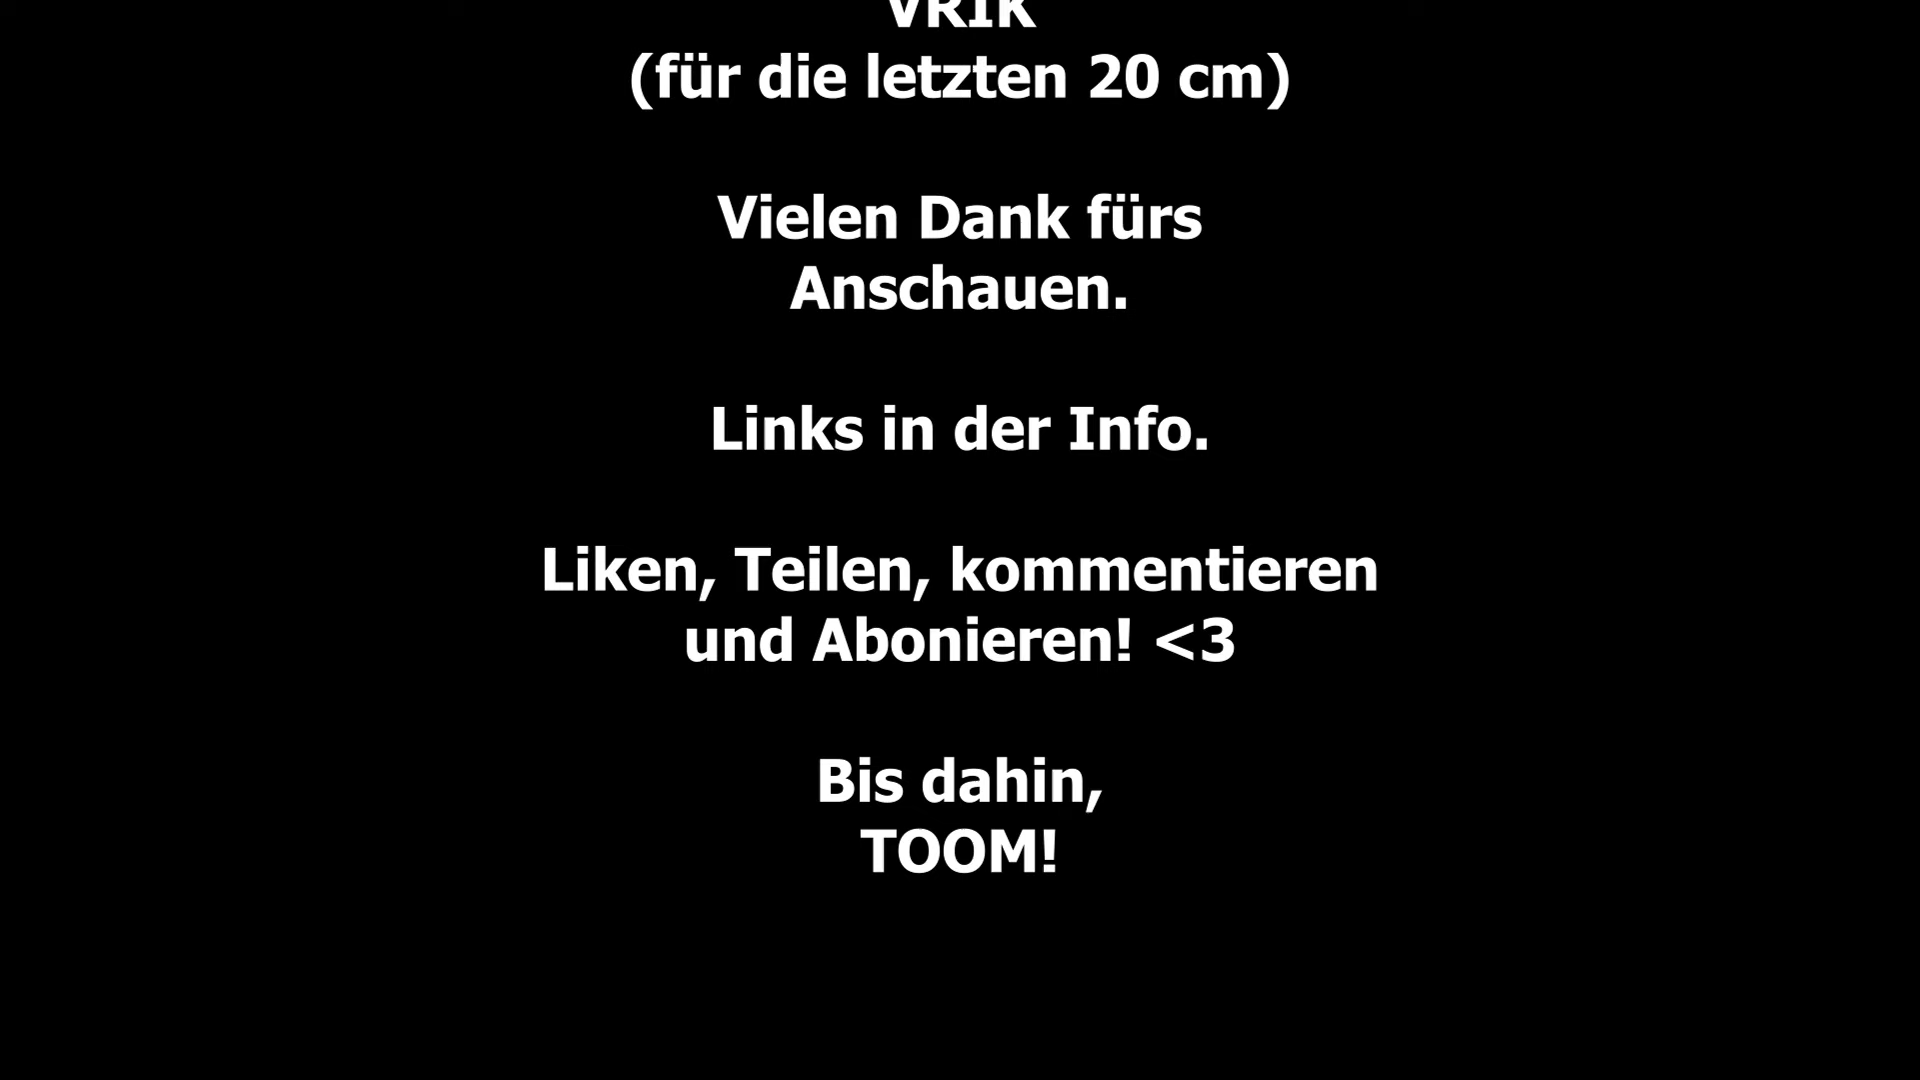 VRIK
(für die letzten 20 cm)
Vielen Dank fürs
Anschauen.
Links in der Info.
Liken, Teilen, kommentieren
und Abonieren! <3
Bis dahin,
TOOM!